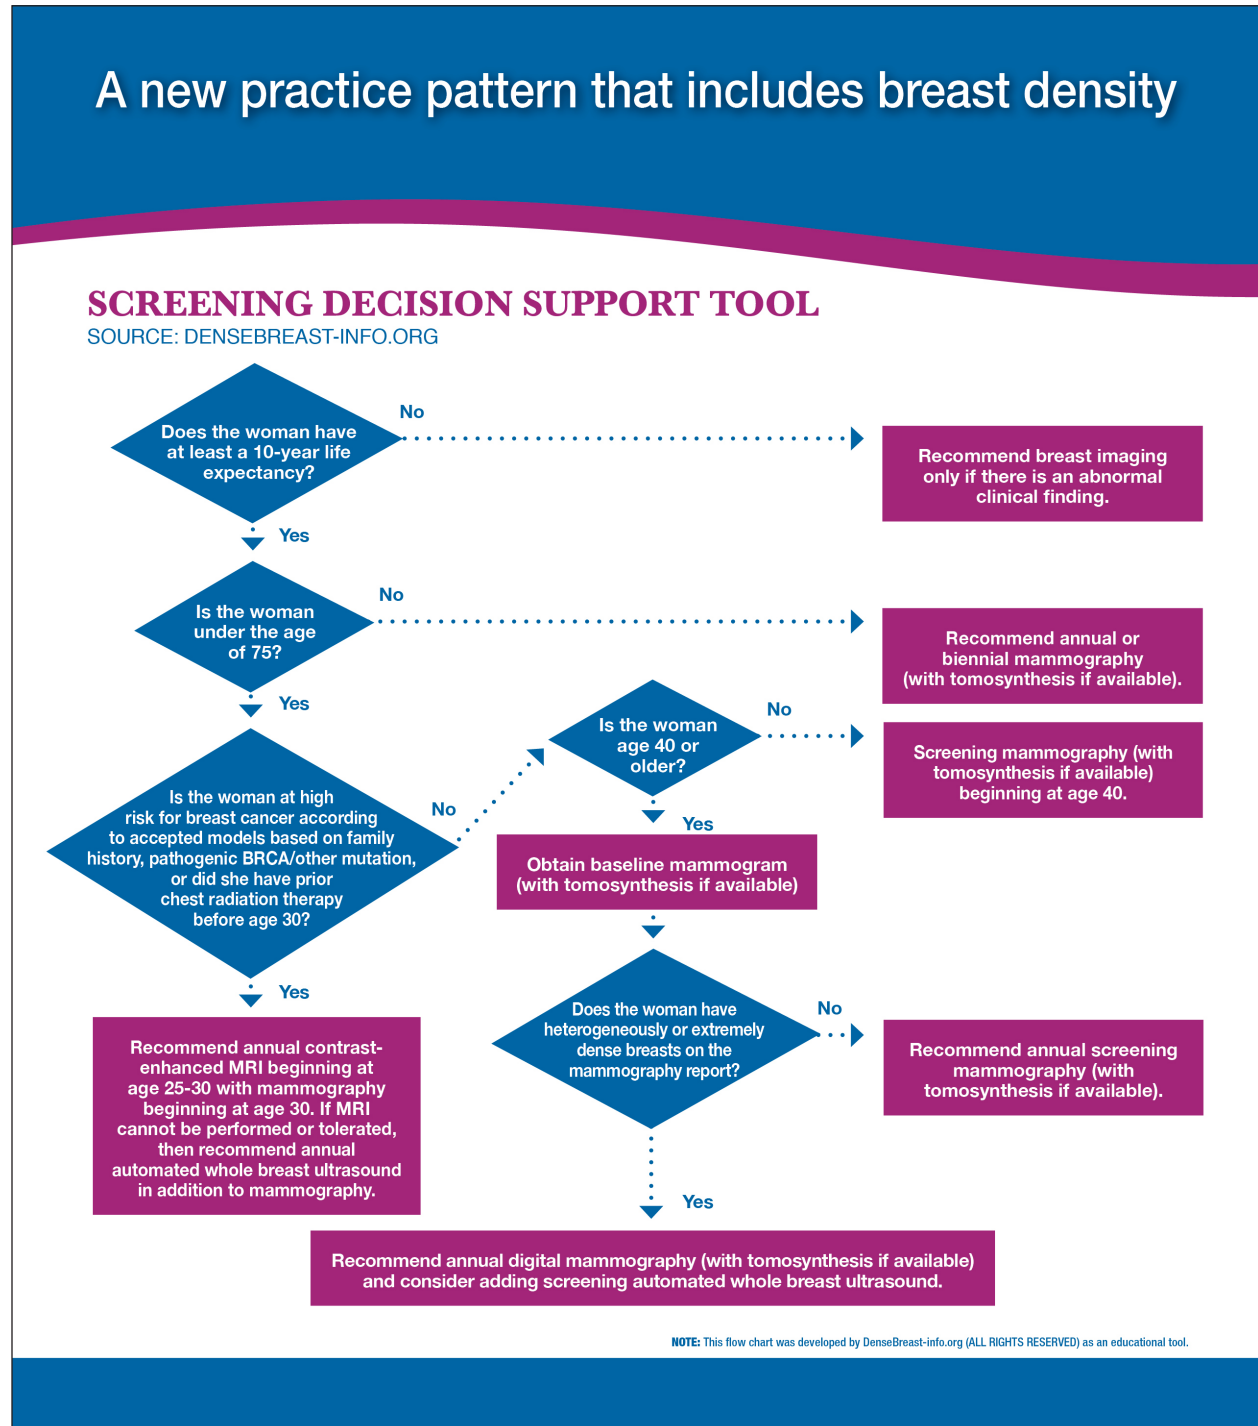 A new practice pattern that includes breast density
SCREENING DECISION SUPPORT TOOL
SOURCE: DENSEBREAST-INFO.ORG
Does the woman have
at least a 10-year life
expectancy?
No
Recommend breast imaging
only if there is an abnormal
clinical finding.
Yes
Is the woman
under the age
of 75?
No
Recommend annual or
biennial mammography
(with tomosynthesis if available).
Yes
Is the woman at high
risk for breast cancer according
to accepted models based on family
history, pathogenic BRCA/other mutation,
or did she have prior
chest radiation therapy
before age 30?
No
Is the woman
age 40 or
older?
No
Screening mammography (with
tomosynthesis if available)
beginning at age 40.
Yes
Obtain baseline mammogram
(with tomosynthesis if available)
Does the woman have
heterogeneously or extremely
dense breasts on the
mammography report?
No
Recommend annual screening
mammography (with
tomosynthesis if available).
Yes
Recommend annual contrast-
enhanced MRI beginning at
age 25-30 with mammography
beginning at age 30. If MRI
cannot be performed or tolerated,
then recommend annual
automated whole breast ultrasound
in addition to mammography.
Yes
Recommend annual digital mammography (with tomosynthesis if available)
and consider adding screening automated whole breast ultrasound.
NOTE: This flow chart was developed by DenseBreast-info.org (ALL RIGHTS RESERVED) as an educational tool.